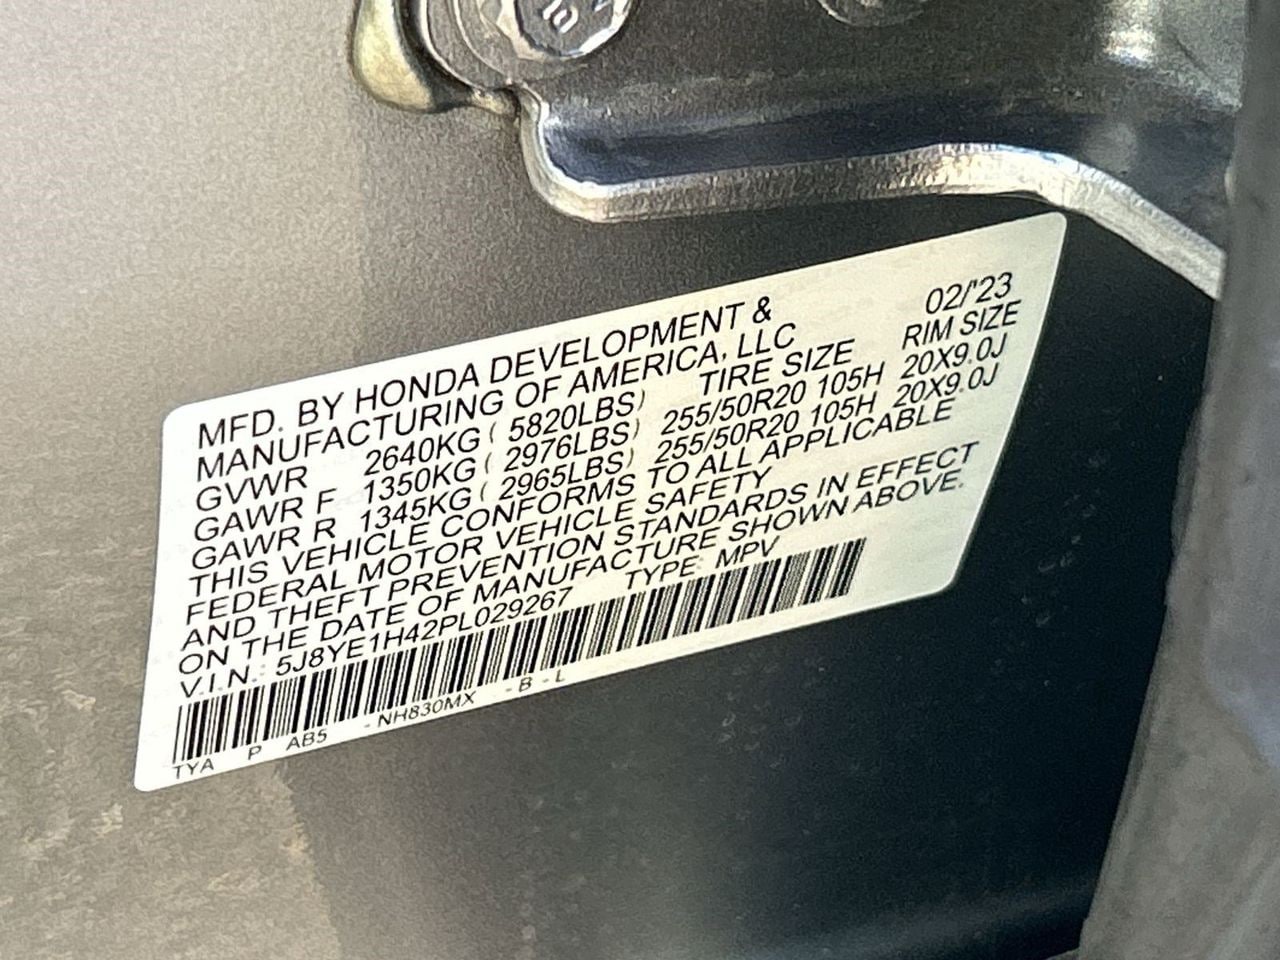 02/'23
MFD. BY HONDA DEVELOPMENT &
MANUFACTURING OF AMERICA, LLC
TIRE SIZE RIM SIZE
GVWR 2640KG ( 5820LBS)
GAWR F 1350KG ( 2976LBS) 255/50R20 105H 20X9.0J
GAWR R 1345KG ( 2965LBS) 255/50R20 105H 20X9.0J
THIS VEHICLE CONFORMS TO ALL APPLICABLE
FEDERAL MOTOR VEHICLE SAFETY
AND THEFT PREVENTION STANDARDS IN EFFECT
ON THE DATE OF MANUFACTURE SHOWN ABOVE.
V.I.N.: 5J8YE1H42PL029267 TYPE: MPV
TYA P AB5 -NH830MX -B-L